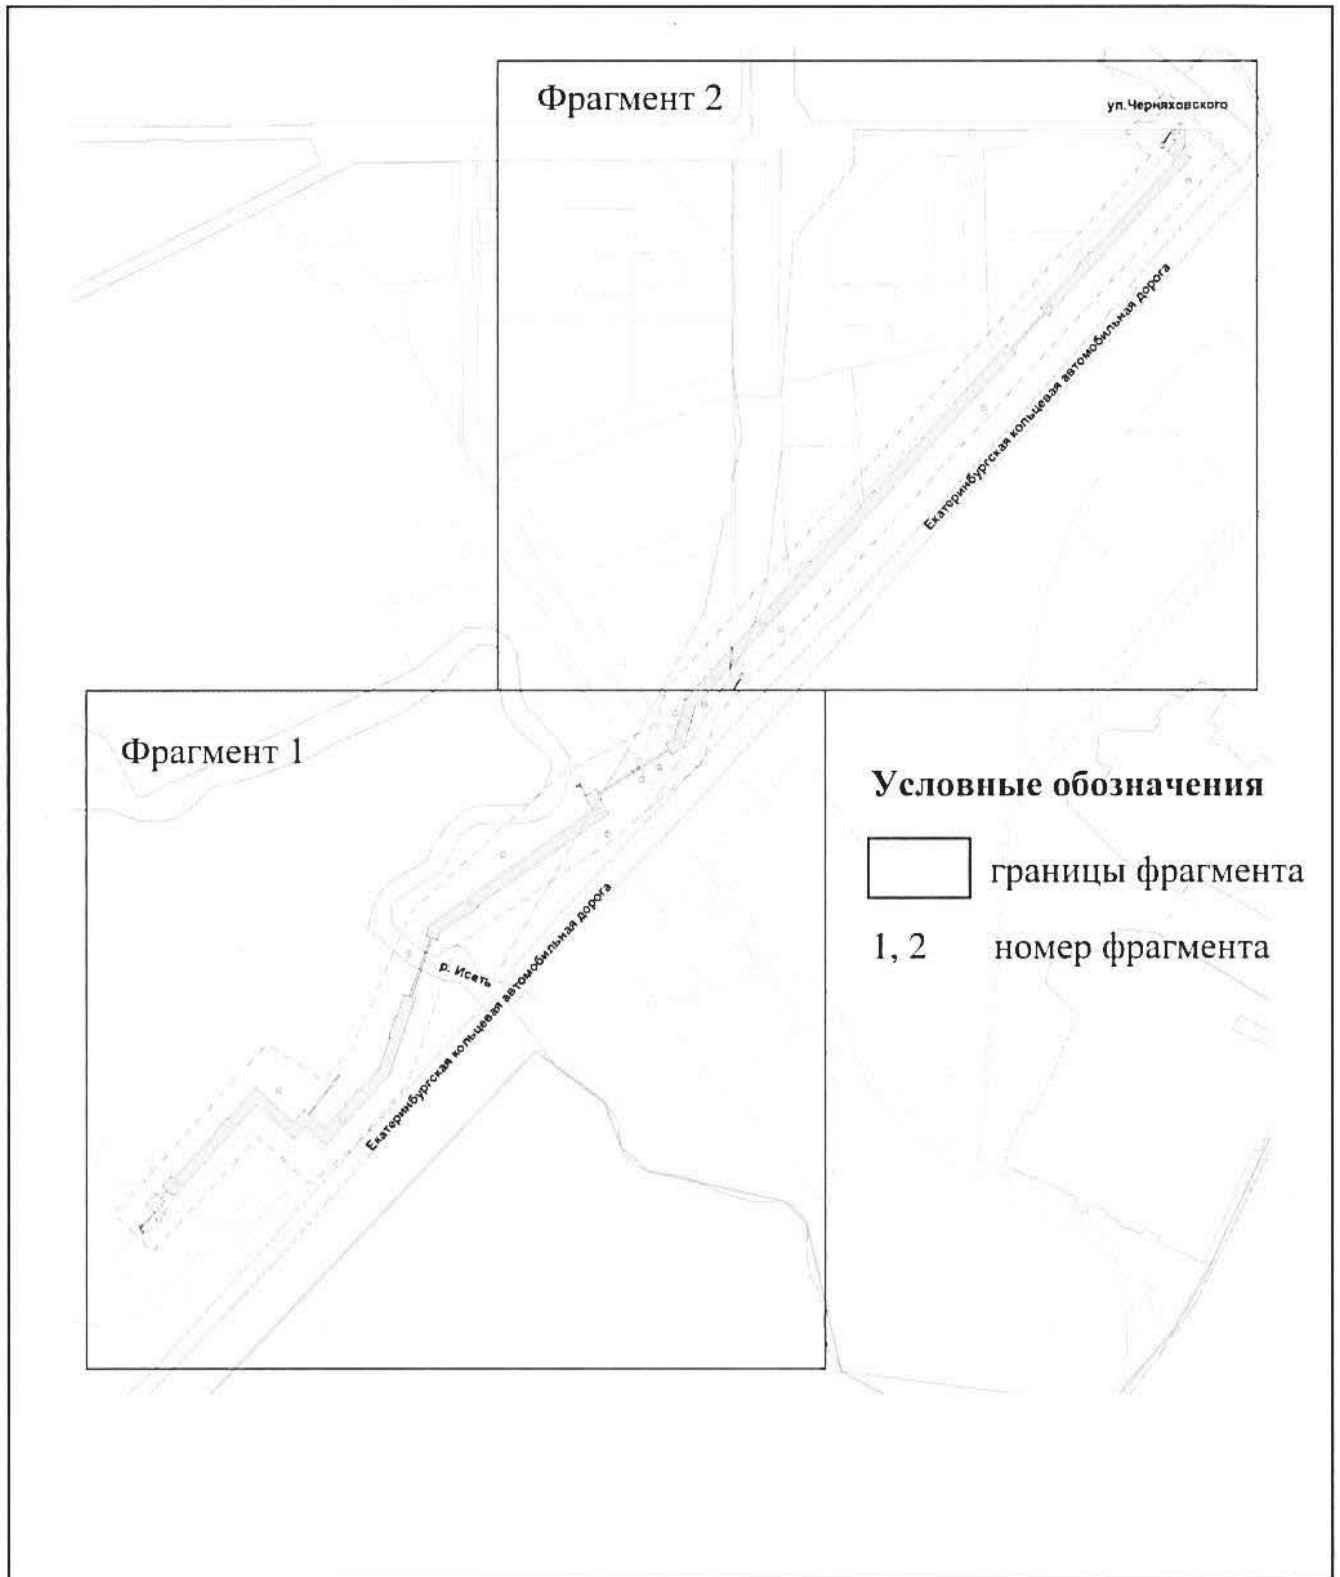 Фрагмент 2
ул.Черняховского
Екатеринбургская кольцевая автомобильная дорога
Фрагмент 1
Условные обозначения
границы фрагмента
1, 2 номер фрагмента
р. Исеть
Екатеринбургская кольцевая автомобильная дорога